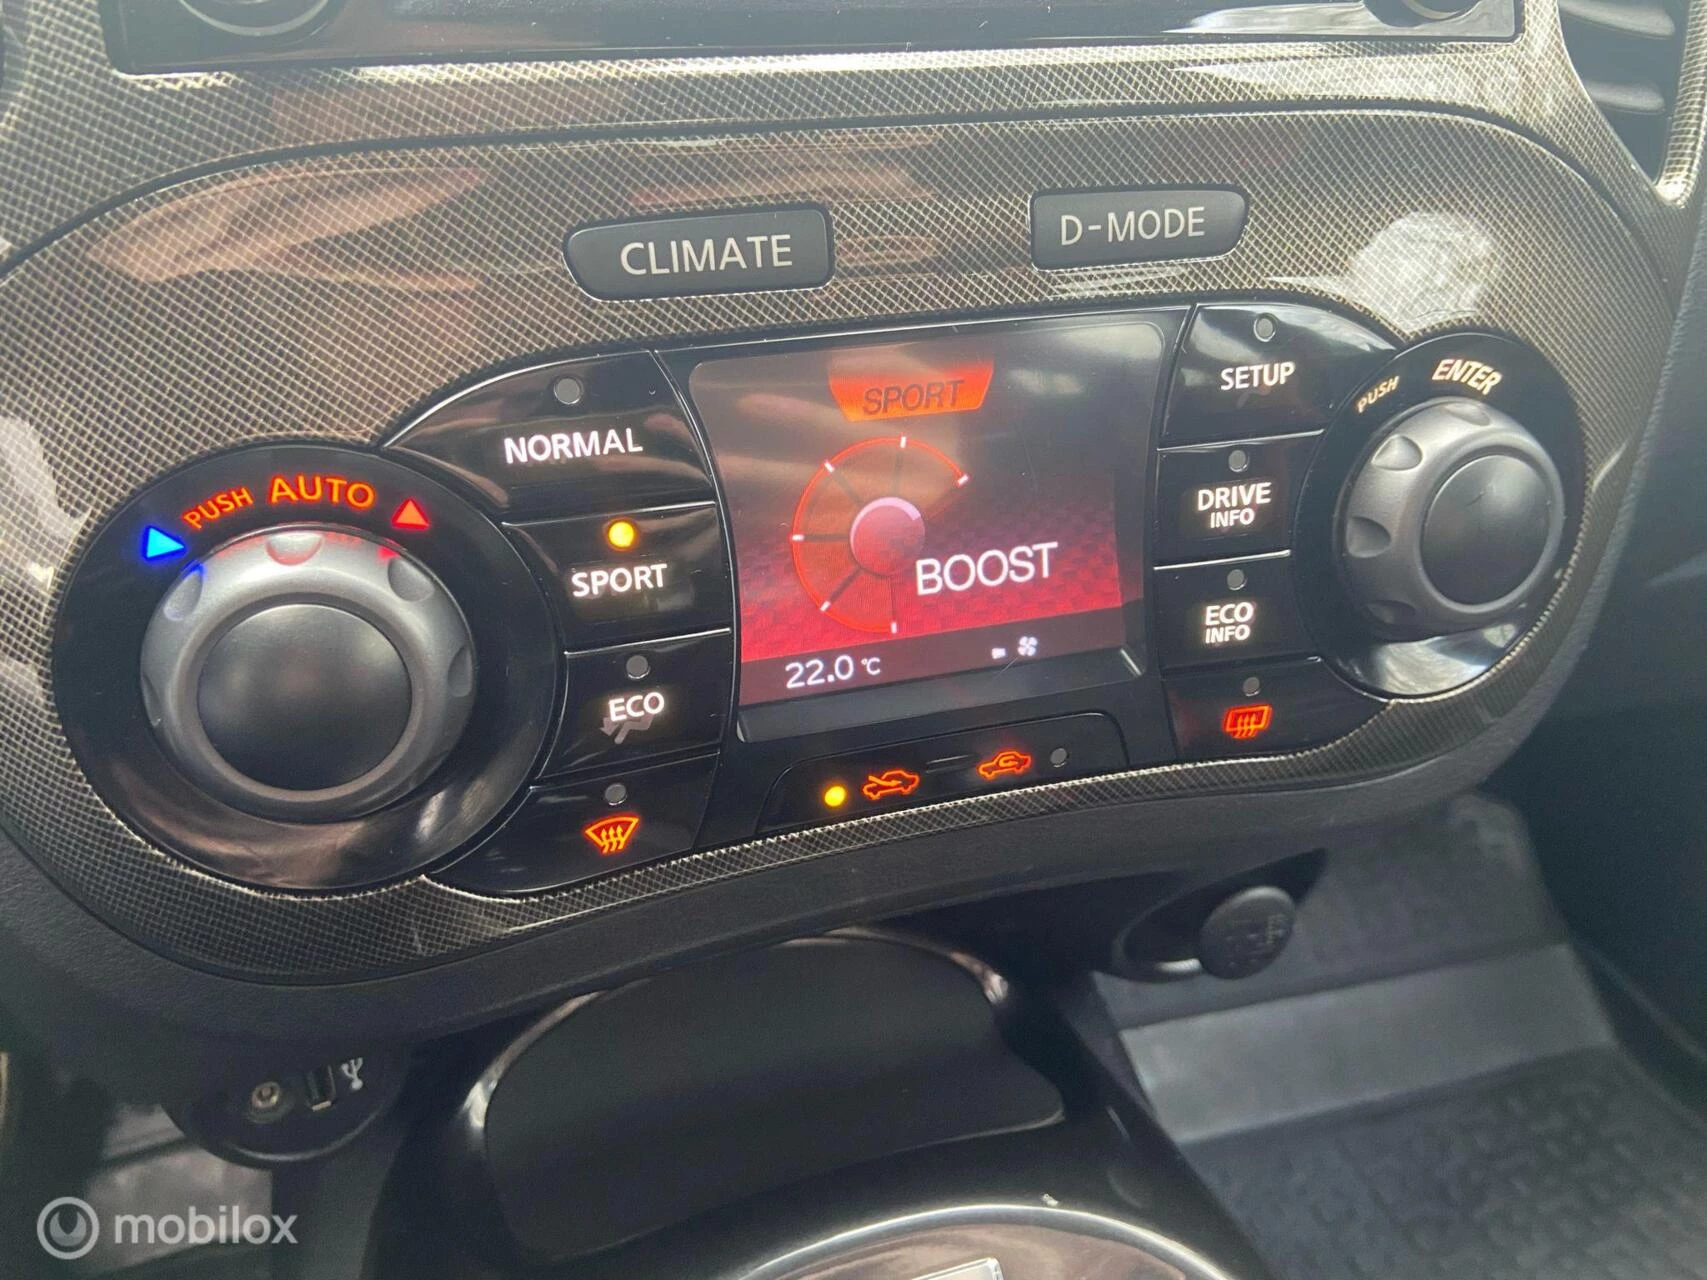 CLIMATE
D-MODE
NORMAL
PUSH AUTO
SPORT
ECO
SPORT
BOOST
22.0 °C
SETUP
DRIVE
INFO
ECO
INFO
PUSH ENTER
mobilox